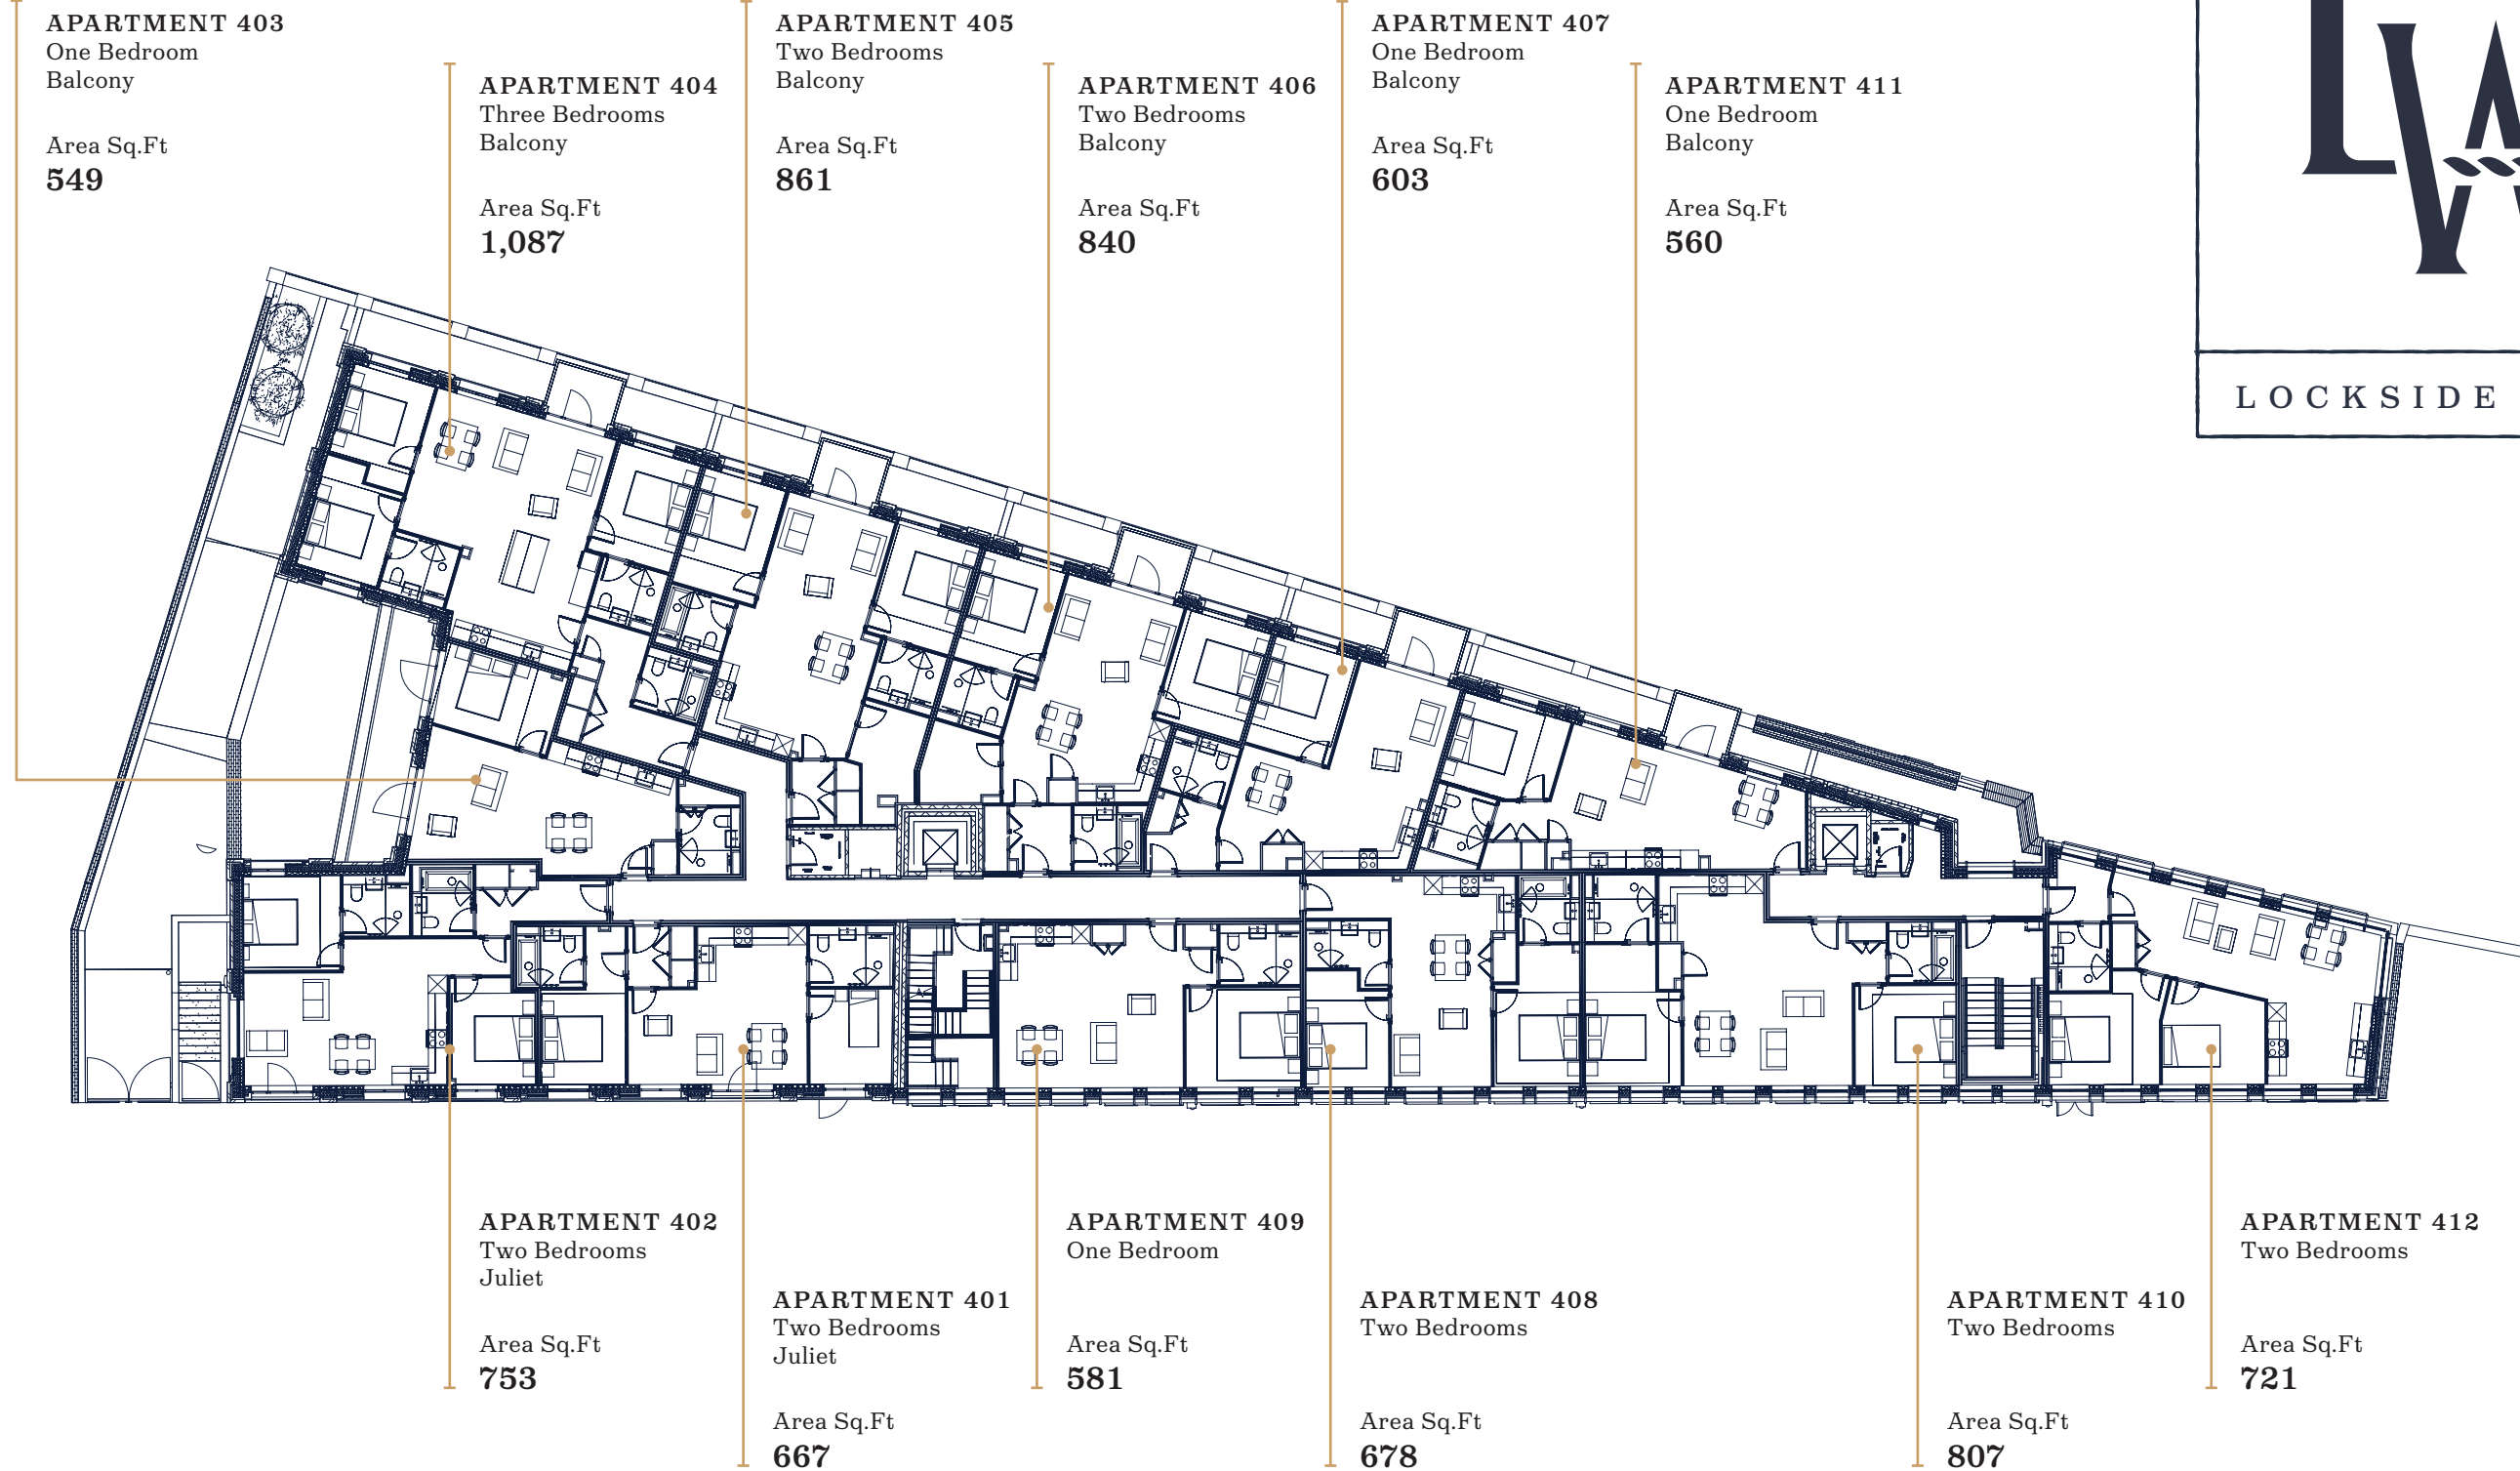 APARTMENT 403
One Bedroom
Balcony
Area Sq.Ft
549
APARTMENT 404
Three Bedrooms
Balcony
Area Sq.Ft
1,087
APARTMENT 405
Two Bedrooms
Balcony
Area Sq.Ft
861
APARTMENT 406
Two Bedrooms
Balcony
Area Sq.Ft
840
APARTMENT 407
One Bedroom
Balcony
Area Sq.Ft
603
APARTMENT 411
One Bedroom
Balcony
Area Sq.Ft
560
LW
LOCKSIDE
APARTMENT 402
Two Bedrooms
Juliet
Area Sq.Ft
753
APARTMENT 401
Two Bedrooms
Juliet
Area Sq.Ft
667
APARTMENT 409
One Bedroom
Area Sq.Ft
581
APARTMENT 408
Two Bedrooms
Area Sq.Ft
678
APARTMENT 410
Two Bedrooms
Area Sq.Ft
807
APARTMENT 412
Two Bedrooms
Area Sq.Ft
721